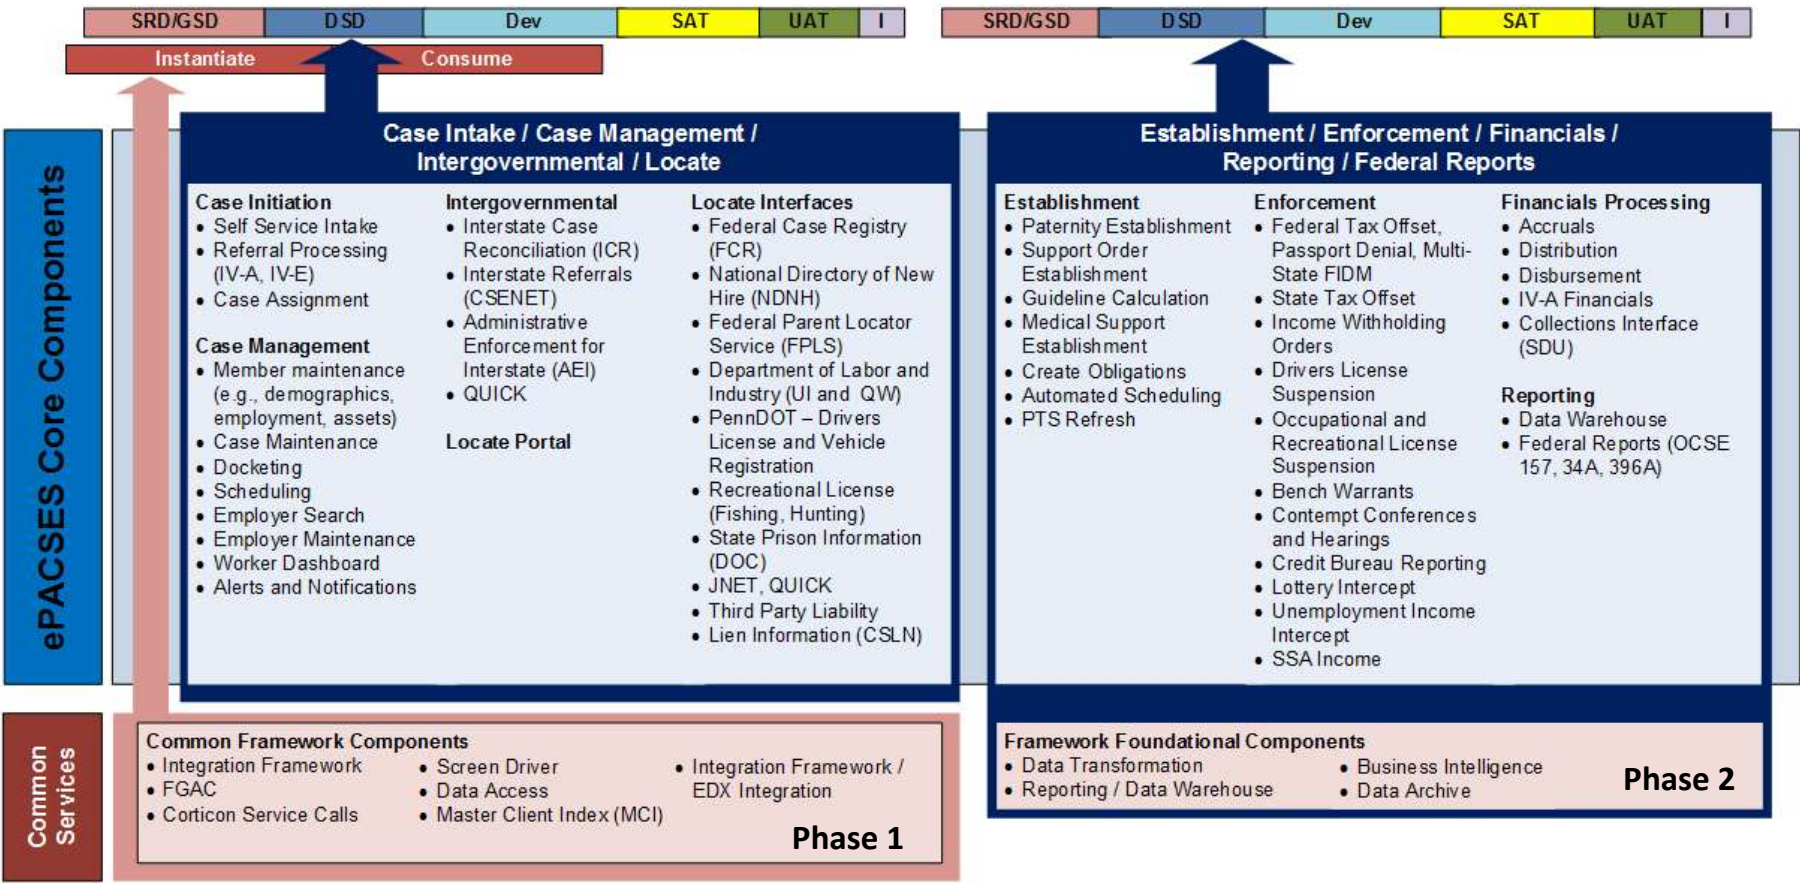 SRD/GSD DSD Dev SAT UAT I
Instantiate Consume
SRD/GSD DSD Dev SAT UAT I
ePACSES Core Components
Case Intake / Case Management /
Intergovernmental / Locate
Case Initiation
• Self Service Intake
• Referral Processing
(IV-A, IV-E)
• Case Assignment
Case Management
• Member maintenance
(e.g., demographics,
employment, assets)
• Case Maintenance
• Docketing
• Scheduling
• Employer Search
• Employer Maintenance
• Worker Dashboard
• Alerts and Notifications
Intergovernmental
• Interstate Case
Reconciliation (ICR)
• Interstate Referrals
(CSENET)
• Administrative
Enforcement for
Interstate (AEI)
• QUICK
Locate Portal
Locate Interfaces
• Federal Case Registry
(FCR)
• National Directory of New
Hire (NDNH)
• Federal Parent Locator
Service (FPLS)
• Department of Labor and
Industry (UI and QW)
• PennDOT – Drivers
License and Vehicle
Registration
• Recreational License
(Fishing, Hunting)
• State Prison Information
(DOC)
• JNET, QUICK
• Third Party Liability
• Lien Information (CSLN)
Establishment / Enforcement / Financials /
Reporting / Federal Reports
Establishment
• Paternity Establishment
• Support Order
Establishment
• Guideline Calculation
• Medical Support
Establishment
• Create Obligations
• Automated Scheduling
• PTS Refresh
Enforcement
• Federal Tax Offset,
Passport Denial, Multi-
State FIDM
• State Tax Offset
• Income Withholding
Orders
• Drivers License
Suspension
• Occupational and
Recreational License
Suspension
• Bench Warrants
• Contempt Conferences
and Hearings
• Credit Bureau Reporting
• Lottery Intercept
• Unemployment Income
Intercept
• SSA Income
Financials Processing
• Accruals
• Distribution
• Disbursement
• IV-A Financials
• Collections Interface
(SDU)
Reporting
• Data Warehouse
• Federal Reports (OCSE
157, 34A, 396A)
Common
Services
Common Framework Components
• Integration Framework
• FGAC
• Corticon Service Calls
• Screen Driver
• Data Access
• Master Client Index (MCI)
• Integration Framework /
EDX Integration
Phase 1
Framework Foundational Components
• Data Transformation
• Reporting / Data Warehouse
• Business Intelligence
• Data Archive
Phase 2